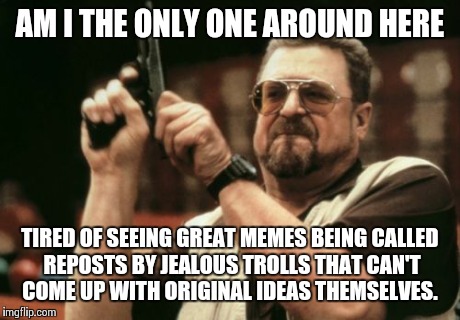 AM I THE ONLY ONE AROUND HERE
TIRED OF SEEING GREAT MEMES BEING CALLED
REPOSTS BY JEALOUS TROLLS THAT CAN'T
COME UP WITH ORIGINAL IDEAS THEMSELVES.
imgflip.com